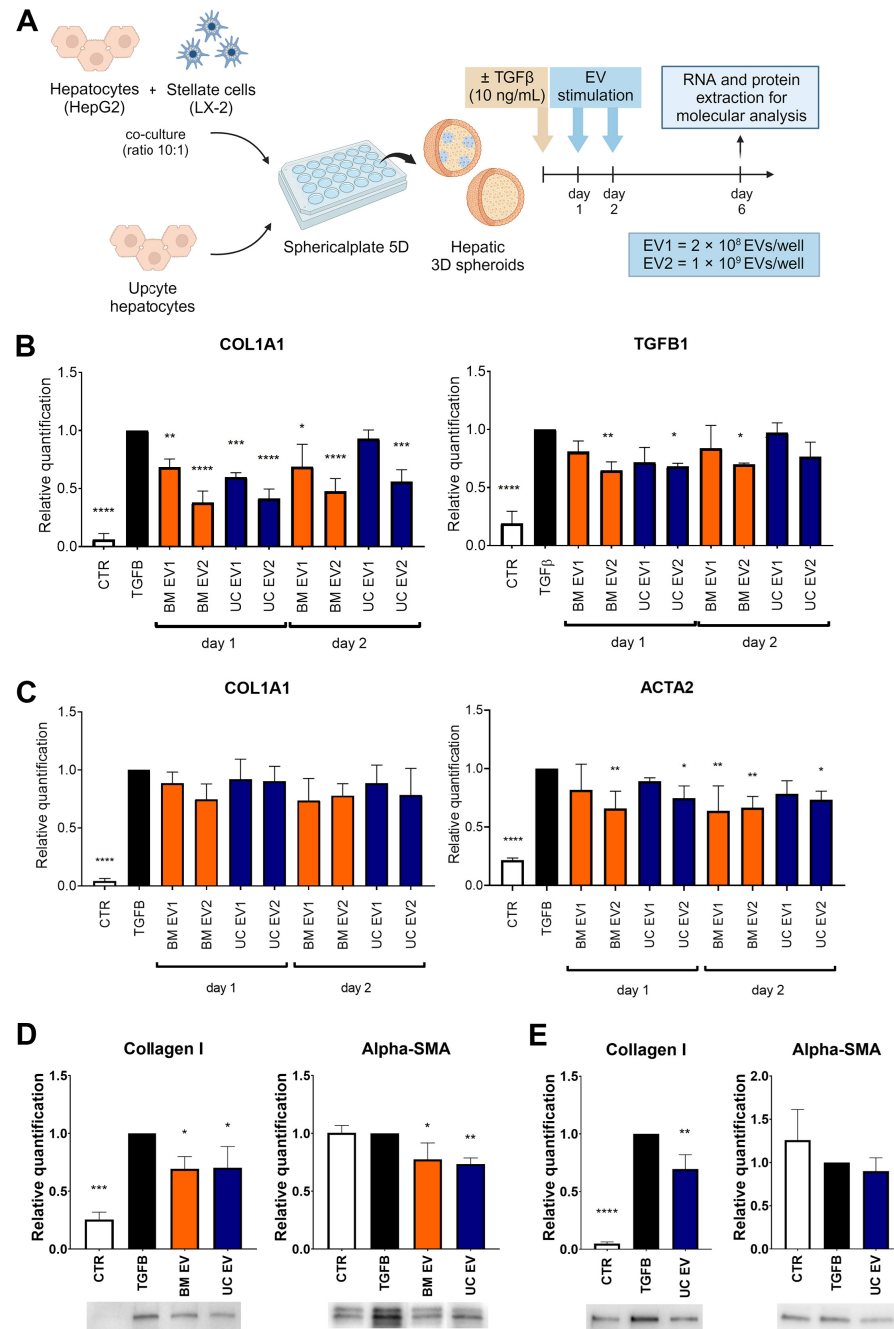 A
Hepatocytes + Stellate cells
(HepG2) (LX-2)
co-culture
(ratio 10:1)
Upcyte
hepatocytes
Sphericalplate 5D
Hepatic
3D spheroids
± TGFβ
(10 ng/mL)
EV
stimulation
RNA and protein
extraction for
molecular analysis
day
1
day
2
day
6
EV1 = 2 × 10⁸ EVs/well
EV2 = 1 × 10⁹ EVs/well
B
COL1A1
Relative quantification
1.5
1.0
0.5
0.0
**** ** **** *** **** * **** ***
CTR TGFB BM EV1 BM EV2 UC EV1 UC EV2 BM EV1 BM EV2 UC EV1 UC EV2
day 1 day 2
TGFB1
Relative quantification
1.5
1.0
0.5
0.0
**** ** * *
CTR TGFβ BM EV1 BM EV2 UC EV1 UC EV2 BM EV1 BM EV2 UC EV1 UC EV2
day 1 day 2
C
COL1A1
Relative quantification
1.5
1.0
0.5
0.0
****
CTR TGFB BM EV1 BM EV2 UC EV1 UC EV2 BM EV1 BM EV2 UC EV1 UC EV2
day 1 day 2
ACTA2
Relative quantification
1.5
1.0
0.5
0.0
**** ** * ** ** *
CTR TGFB BM EV1 BM EV2 UC EV1 UC EV2 BM EV1 BM EV2 UC EV1 UC EV2
day 1 day 2
D
Collagen I
Relative quantification
1.5
1.0
0.5
0.0
*** * *
CTR TGFB BM EV UC EV
Alpha-SMA
Relative quantification
1.5
1.0
0.5
0.0
* **
CTR TGFB BM EV UC EV
E
Collagen I
Relative quantification
1.5
1.0
0.5
0.0
**** **
CTR TGFB UC EV
Alpha-SMA
Relative quantification
2.0
1.5
1.0
0.5
0.0
CTR TGFB UC EV